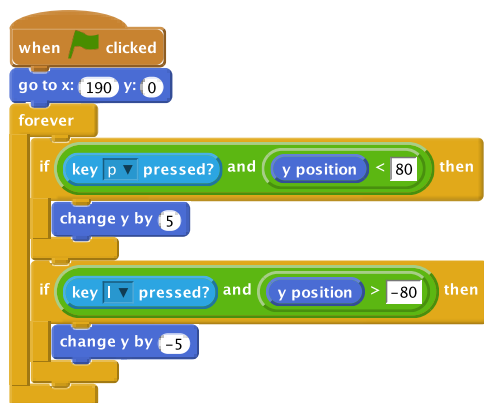 when clicked
go to x: 190 y: 0
forever
if key p pressed? and y position < 80 then
change y by 5
if key l pressed? and y position > -80 then
change y by -5